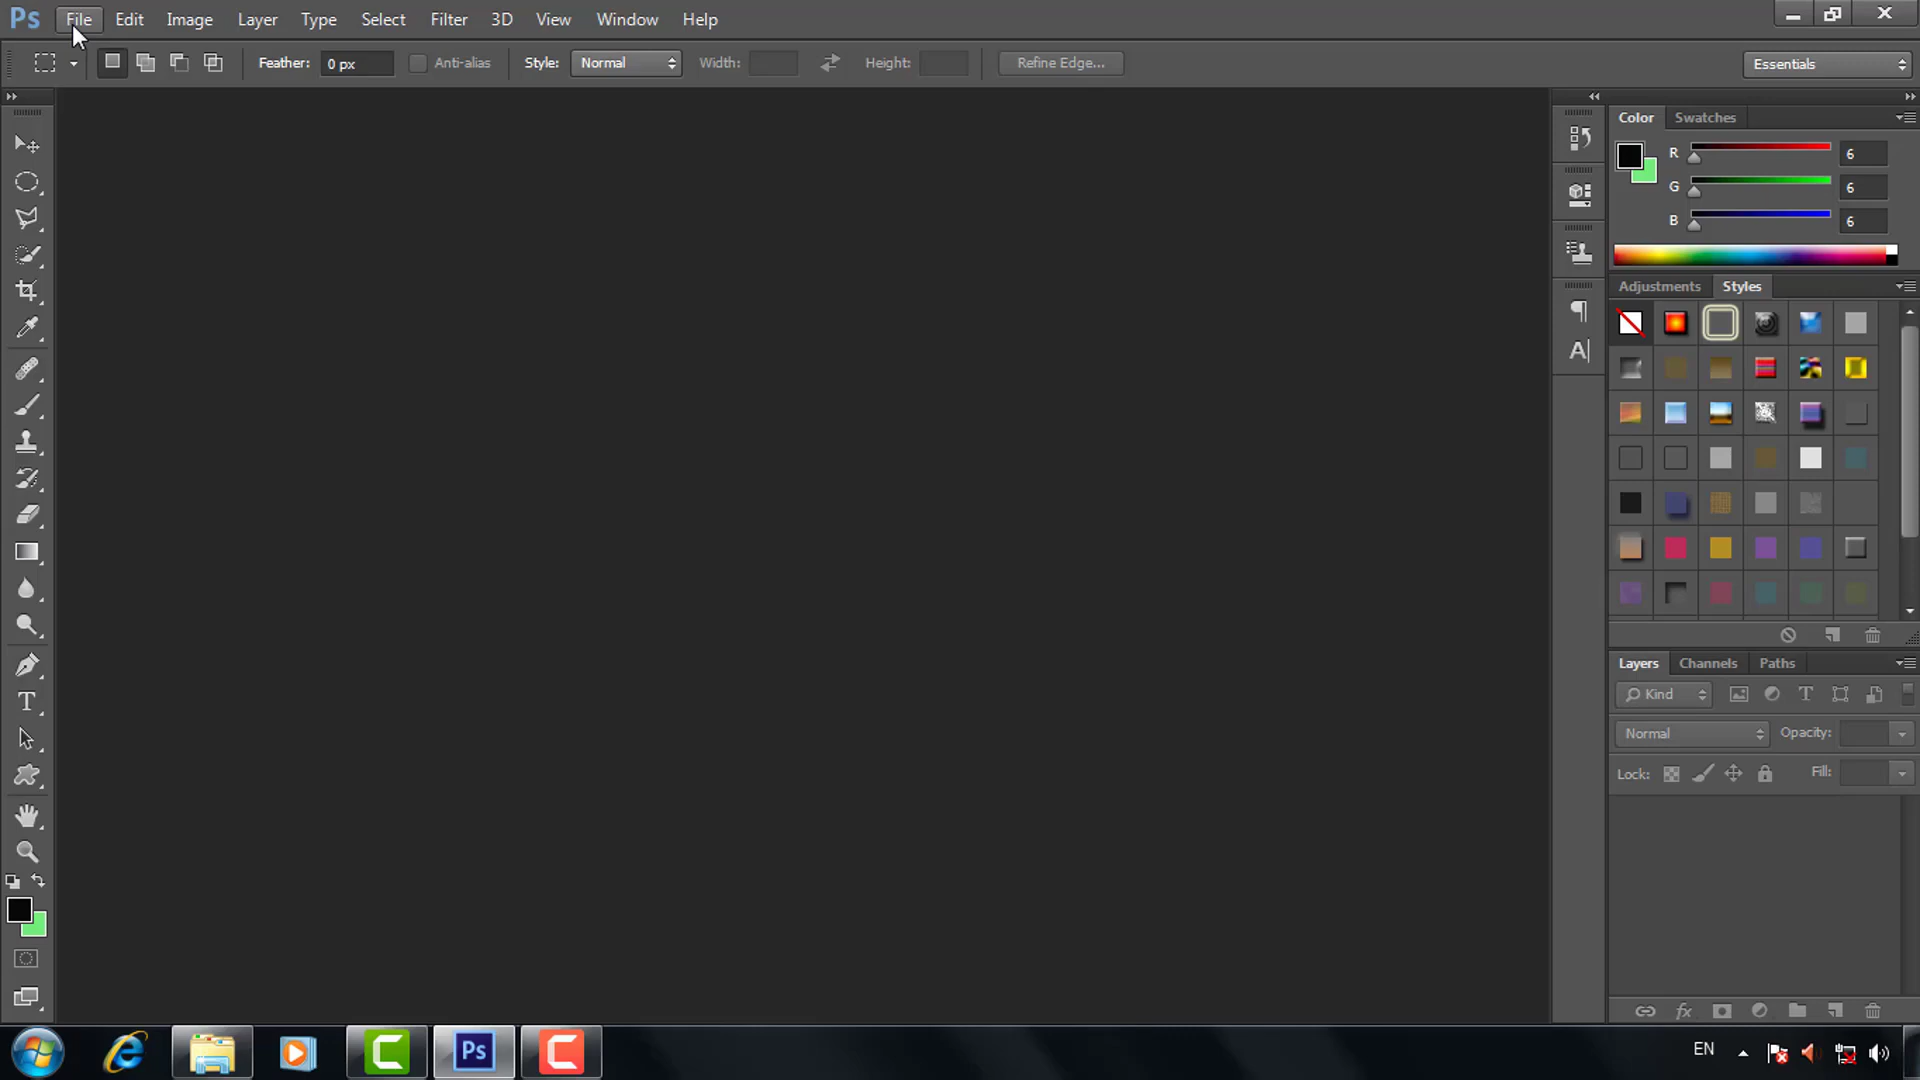 Ps File Edit Image Layer Type Select Filter 3D View Window Help
Feather: 0 px Anti-alias Style: Normal Width: Height: Refine Edge... Essentials
Color Swatches
R 6
G 6
B 6
Adjustments Styles
A
Layers Channels Paths
Kind T
Normal Opacity:
Lock: Fill:
T
fx
Ps EN